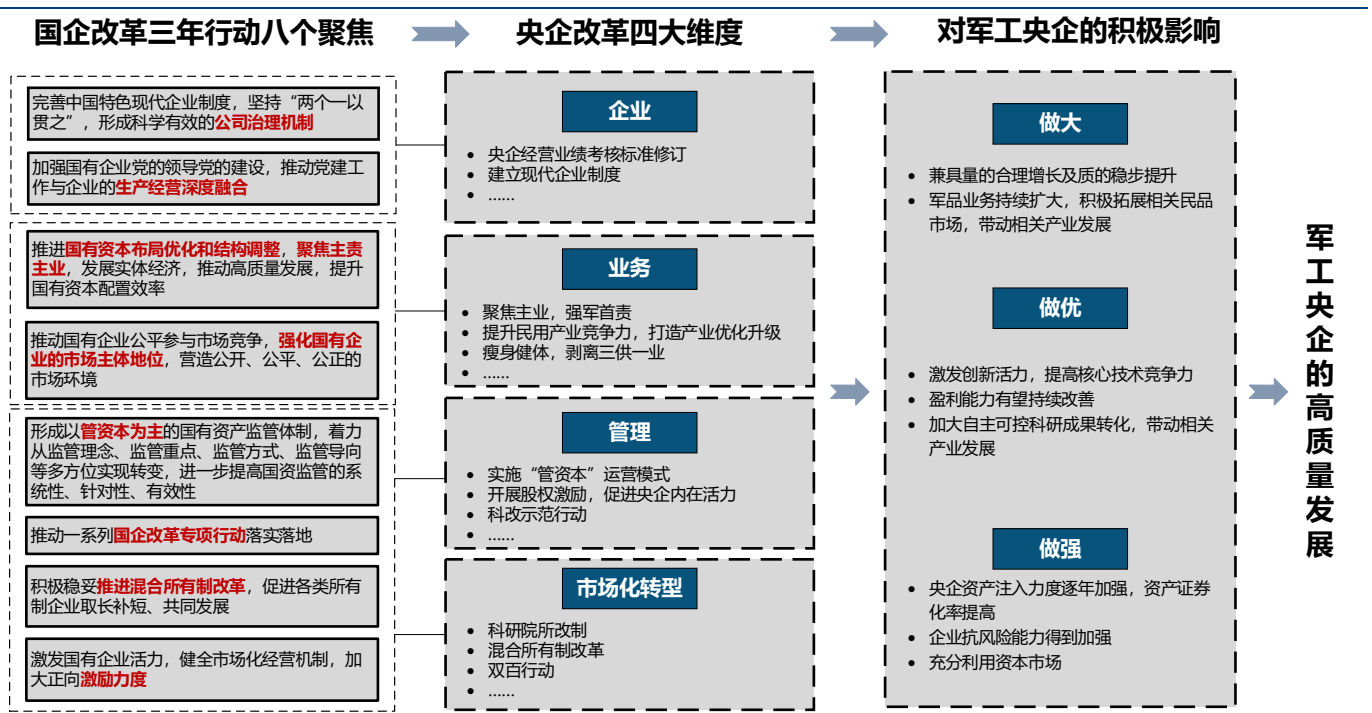 国企改革三年行动八个聚焦
央企改革四大维度
对军工央企的积极影响
完善中国特色现代企业制度，坚持“两个一以
贯之”，形成科学有效的公司治理机制
加强国有企业党的领导党的建设，推动党建工
作与企业的生产经营深度融合
推进国有资本布局优化和结构调整，聚焦主责
主业，发展实体经济，推动高质量发展，提升
国有资本配置效率
推动国有企业公平参与市场竞争，强化国有企
业的市场主体地位，营造公开、公平、公正的
市场环境
形成以管资本为主的国有资产监管体制，着力
从监管理念、监管重点、监管方式、监管导向
等多方位实现转变，进一步提高国资监管的系
统性、针对性、有效性
推动一系列国企改革专项行动落实落地
积极稳妥推进混合所有制改革，促进各类所有
制企业取长补短、共同发展
激发国有企业活力，健全市场化经营机制，加
大正向激励力度
企业
• 央企经营业绩考核标准修订
• 建立现代企业制度
• ......
业务
• 聚焦主业，强军首责
• 提升民用产业竞争力，打造产业优化升级
• 瘦身健体，剥离三供一业
• ......
管理
• 实施“管资本”运营模式
• 开展股权激励，促进央企内在活力
• 科改示范行动
• ......
市场化转型
• 科研院所改制
• 混合所有制改革
• 双百行动
• ......
做大
• 兼具量的合理增长及质的稳步提升
• 军品业务持续扩大，积极拓展相关民品
市场，带动相关产业发展
做优
• 激发创新活力，提高核心技术竞争力
• 盈利能力有望持续改善
• 加大自主可控科研成果转化，带动相关
产业发展
做强
• 央企资产注入力度逐年加强，资产证券
化率提高
• 企业抗风险能力得到加强
• 充分利用资本市场
军工央企的高质量发展